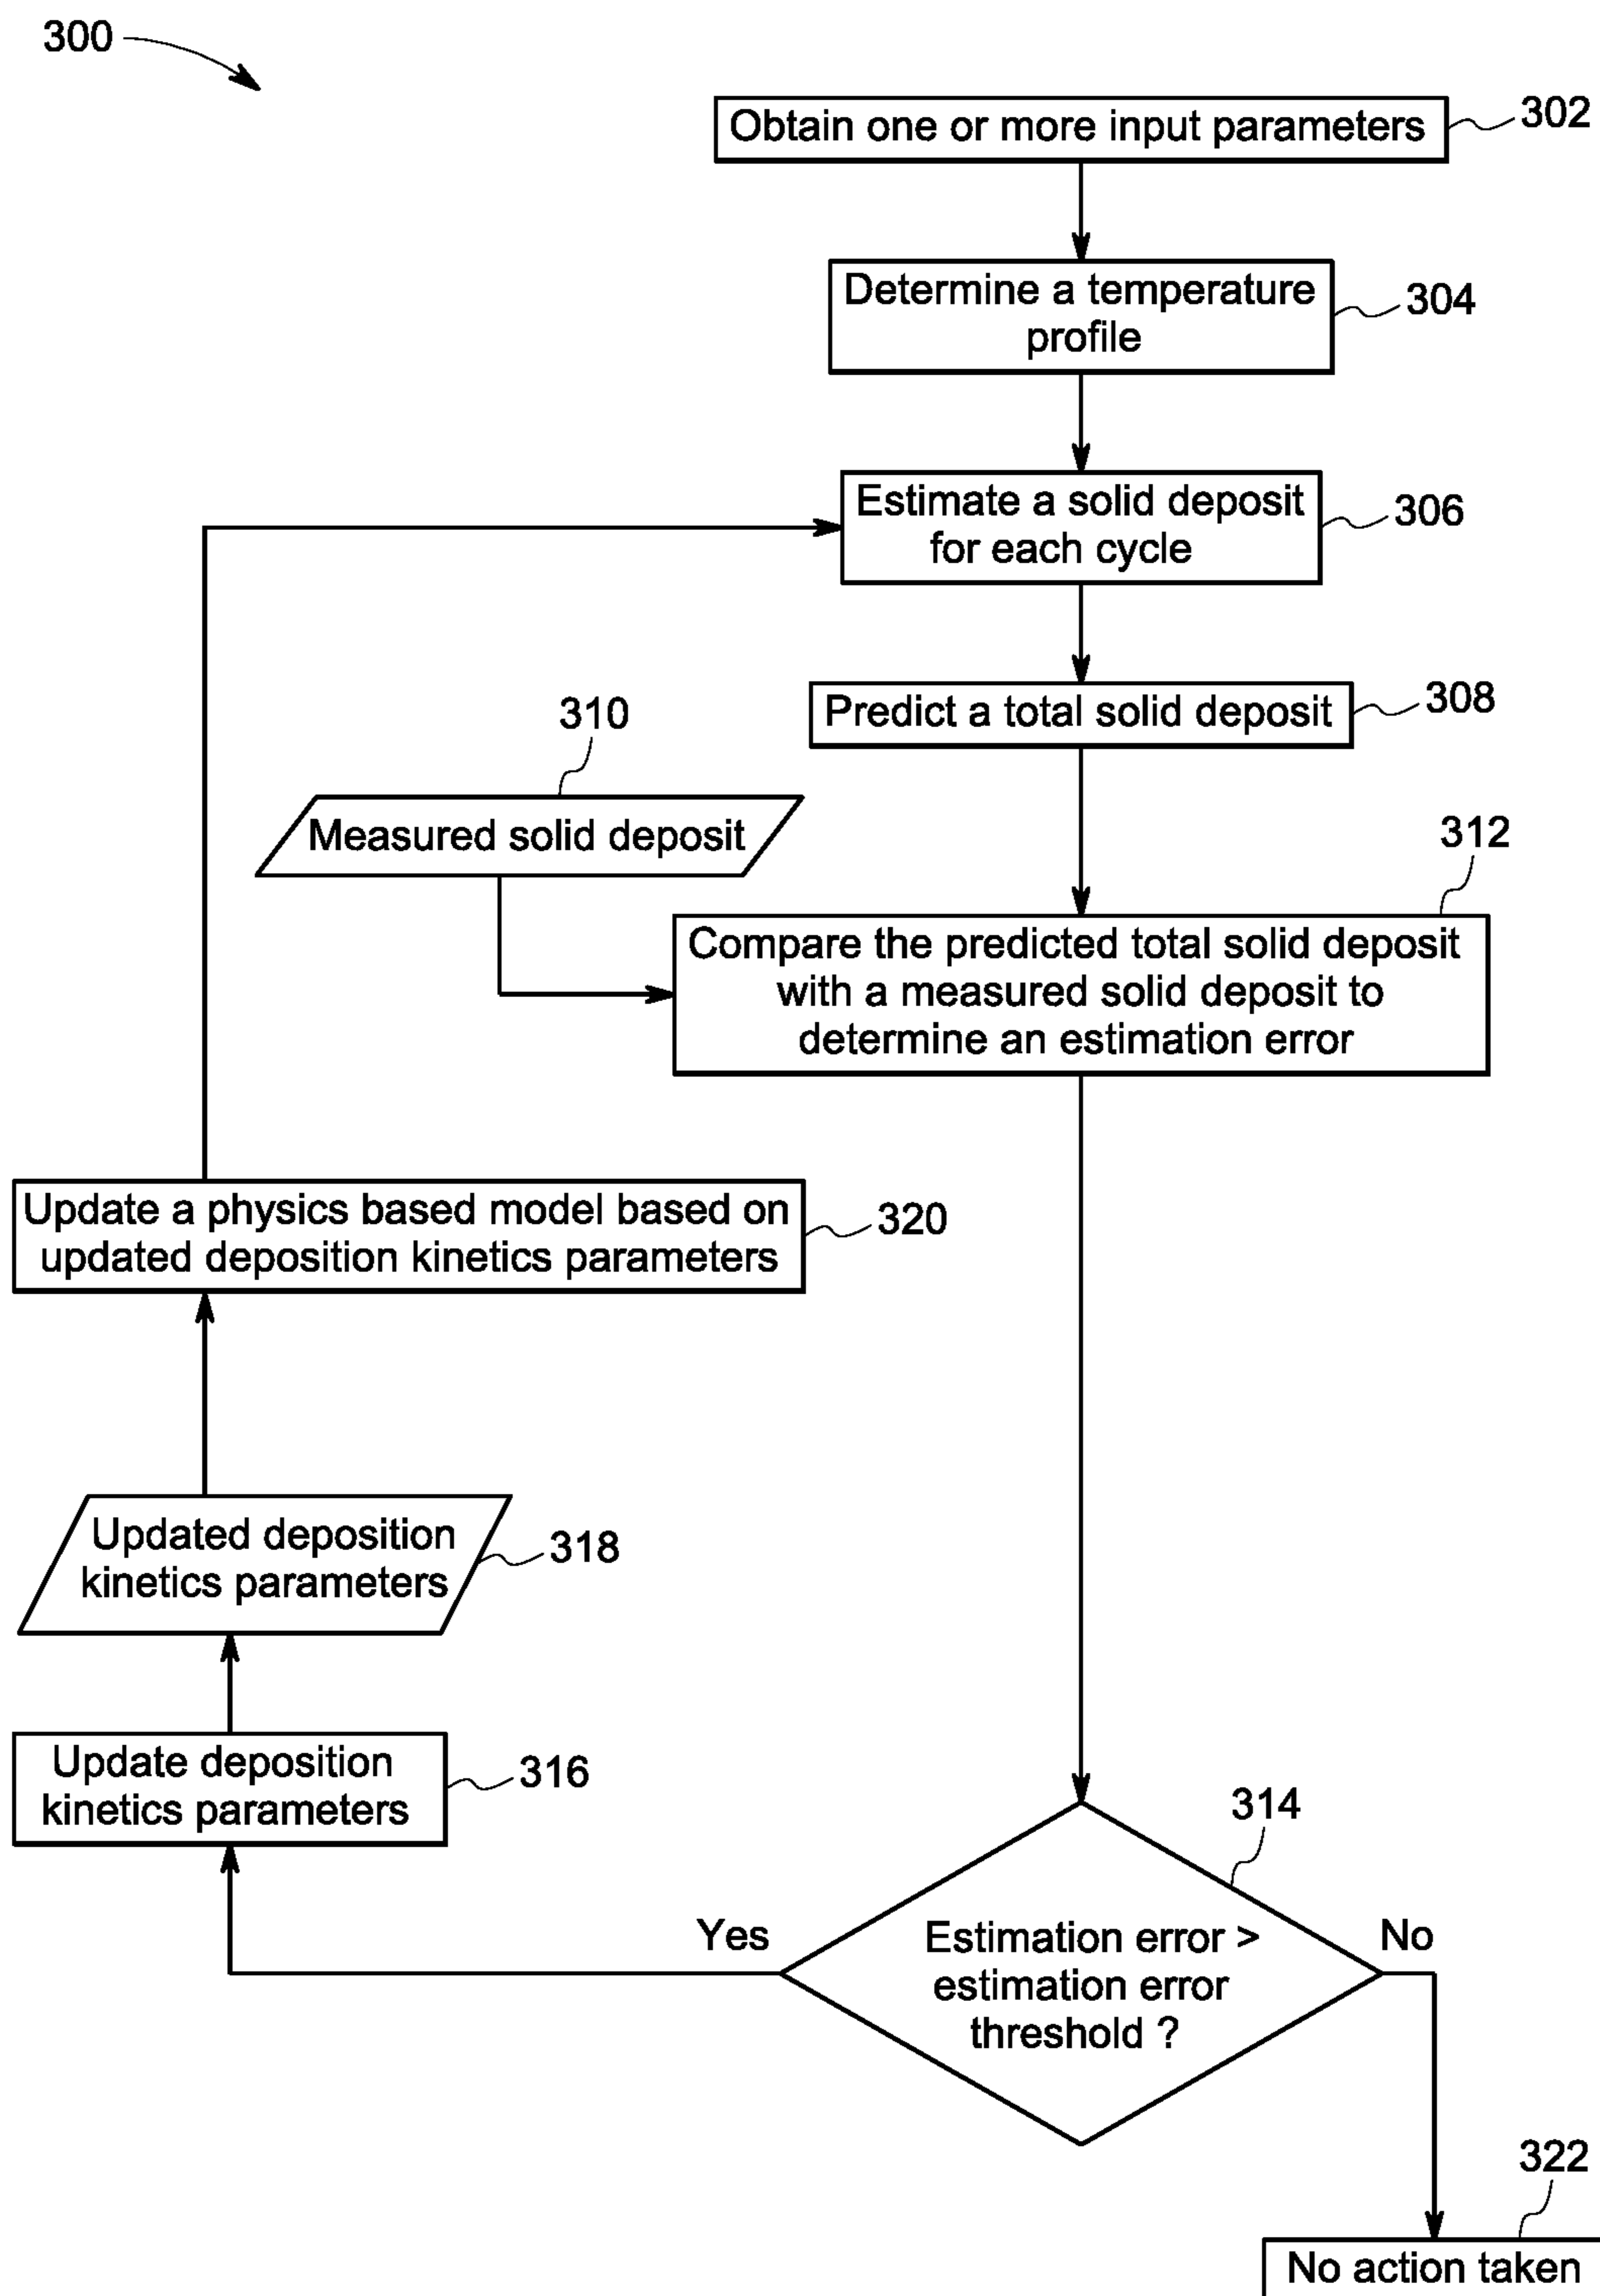 300
Obtain one or more input parameters
302
Determine a temperature
profile
304
Estimate a solid deposit
for each cycle
306
Predict a total solid deposit
308
310
Measured solid deposit
312
Compare the predicted total solid deposit
with a measured solid deposit to
determine an estimation error
Update a physics based model based on
updated deposition kinetics parameters
320
Updated deposition
kinetics parameters
318
Update deposition
kinetics parameters
316
314
Yes
Estimation error >
estimation error
threshold ?
No
322
No action taken